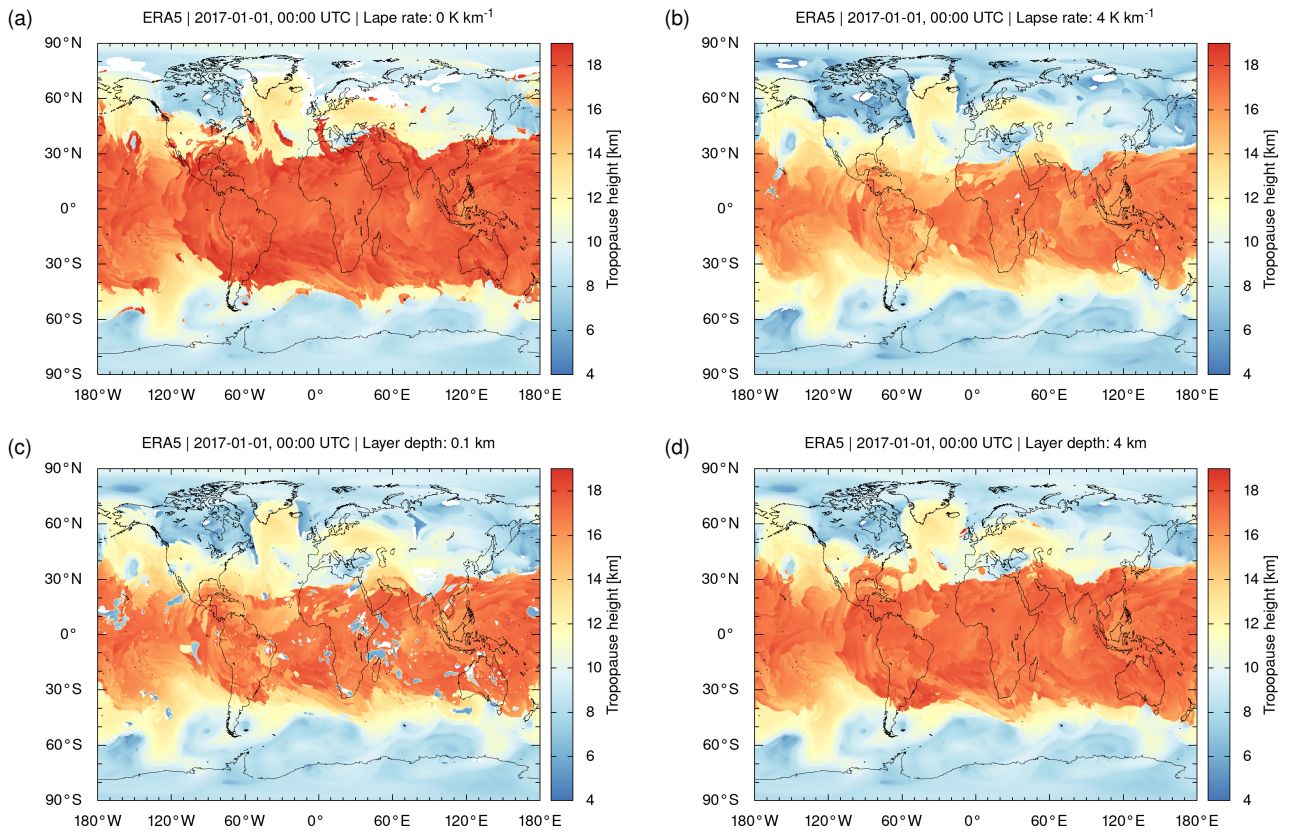 (a)
ERA5 | 2017-01-01, 00:00 UTC | Lape rate: 0 K km-1
90°N
60°N
30°N
0°
30°S
60°S
90°S
180°W 120°W 60°W 0° 60°E 120°E 180°E
18
16
14
12
10
8
6
4
Tropopause height [km]
(b)
ERA5 | 2017-01-01, 00:00 UTC | Lapse rate: 4 K km-1
90°N
60°N
30°N
0°
30°S
60°S
90°S
180°W 120°W 60°W 0° 60°E 120°E 180°E
18
16
14
12
10
8
6
4
Tropopause height [km]
(c)
ERA5 | 2017-01-01, 00:00 UTC | Layer depth: 0.1 km
90°N
60°N
30°N
0°
30°S
60°S
90°S
180°W 120°W 60°W 0° 60°E 120°E 180°E
18
16
14
12
10
8
6
4
Tropopause height [km]
(d)
ERA5 | 2017-01-01, 00:00 UTC | Layer depth: 4 km
90°N
60°N
30°N
0°
30°S
60°S
90°S
180°W 120°W 60°W 0° 60°E 120°E 180°E
18
16
14
12
10
8
6
4
Tropopause height [km]